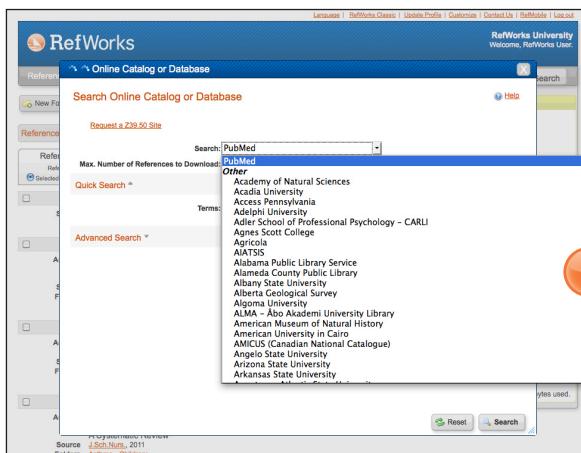 Language | RefWorks Classic | Update Profile | Customize | Contact Us | RefMobile | Log out
RefWorks
RefWorks University
Welcome, RefWorks User.
Online Catalog or Database
X
Search
New Fo
Search Online Catalog or Database
Help
Request a Z39.50 Site
Reference
Search: PubMed
Max. Number of References to Download:
PubMed
Other
Academy of Natural Sciences
Acadia University
Access Pennsylvania
Adelphi University
Adler School of Professional Psychology – CARLI
Agnes Scott College
Agricola
AIATSIS
Alabama Public Library Service
Alameda County Public Library
Albany State University
Alberta Geological Survey
Algoma University
ALMA – Åbo Akademi University Library
American Museum of Natural History
American University in Cairo
AMICUS (Canadian National Catalogue)
Angelo State University
Arizona State University
Arkansas State University
Quick Search
Terms:
Advanced Search
Selected
ytes used.
Reset
Search
A Systematic Review
Source J.Sch.Nurs., 2011